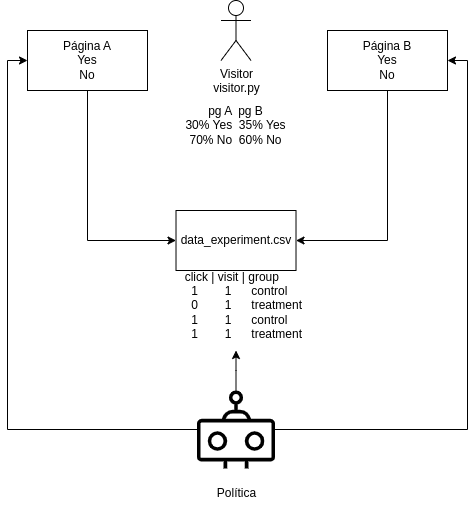 Página A
Yes
No
Visitor
visitor.py
pg A pg B
30% Yes 35% Yes
70% No 60% No
Página B
Yes
No
data_experiment.csv
click | visit | group
1 1 control
0 1 treatment
1 1 control
1 1 treatment
Política